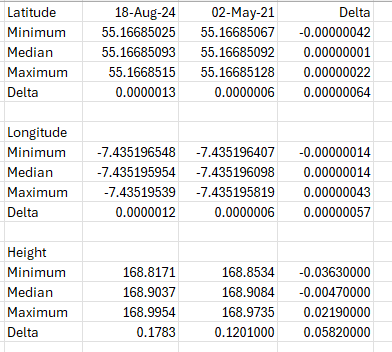 Latitude 18-Aug-24 02-May-21 Delta
Minimum 55.16685025 55.16685067 -0.00000042
Median 55.16685093 55.16685092 0.00000001
Maximum 55.1668515 55.16685128 0.00000022
Delta 0.0000013 0.0000006 0.00000064
Longitude
Minimum -7.435196548 -7.435196407 -0.00000014
Median -7.435195954 -7.435196098 0.00000014
Maximum -7.43519539 -7.435195819 0.00000043
Delta 0.0000012 0.0000006 0.00000057
Height
Minimum 168.8171 168.8534 -0.03630000
Median 168.9037 168.9084 -0.00470000
Maximum 168.9954 168.9735 0.02190000
Delta 0.1783 0.1201000 0.05820000